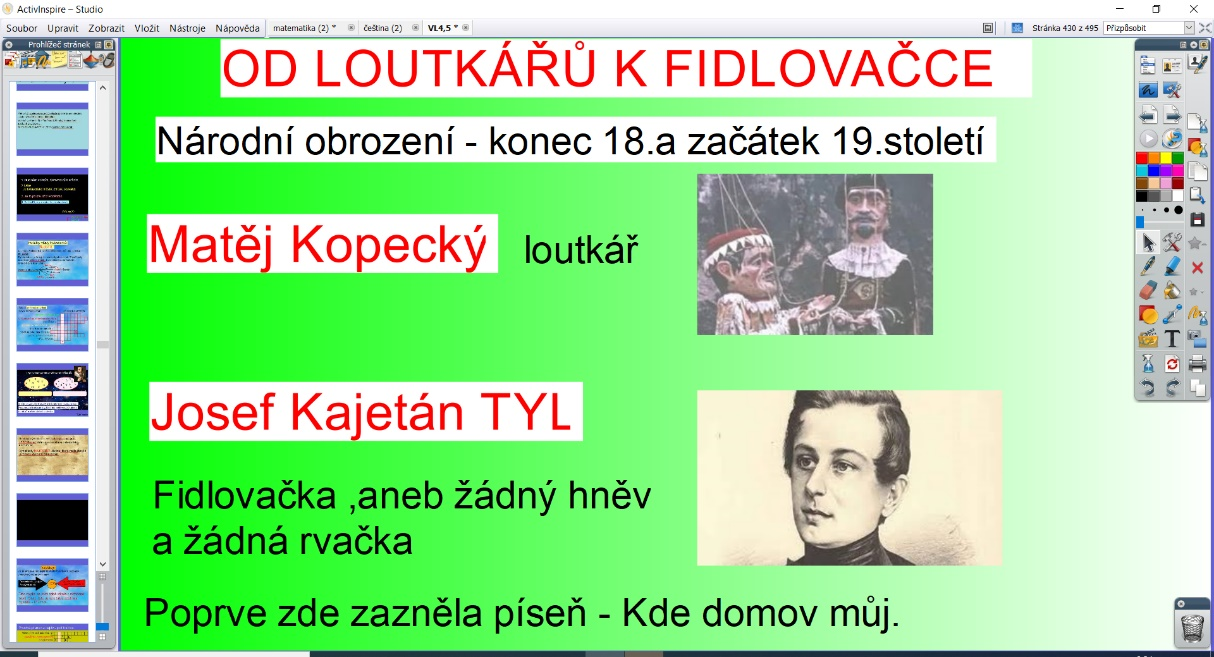 ActivInspire – Studio
Soubor Upravit Zobrazit Vložit Nástroje Nápověda
matematika (2) *
čeština (2)
VL4,5 *
Stránka 430 z 495
Přizpůsobit
Prohlížeč stránek
OD LOUTKÁŘŮ K FIDLOVAČCE
Národní obrození - konec 18.a začátek 19.století
Matěj Kopecký loutkář
Josef Kajetán TYL
Fidlovačka ,aneb žádný hněv
a žádná rvačka
Poprve zde zazněla píseň - Kde domov můj.